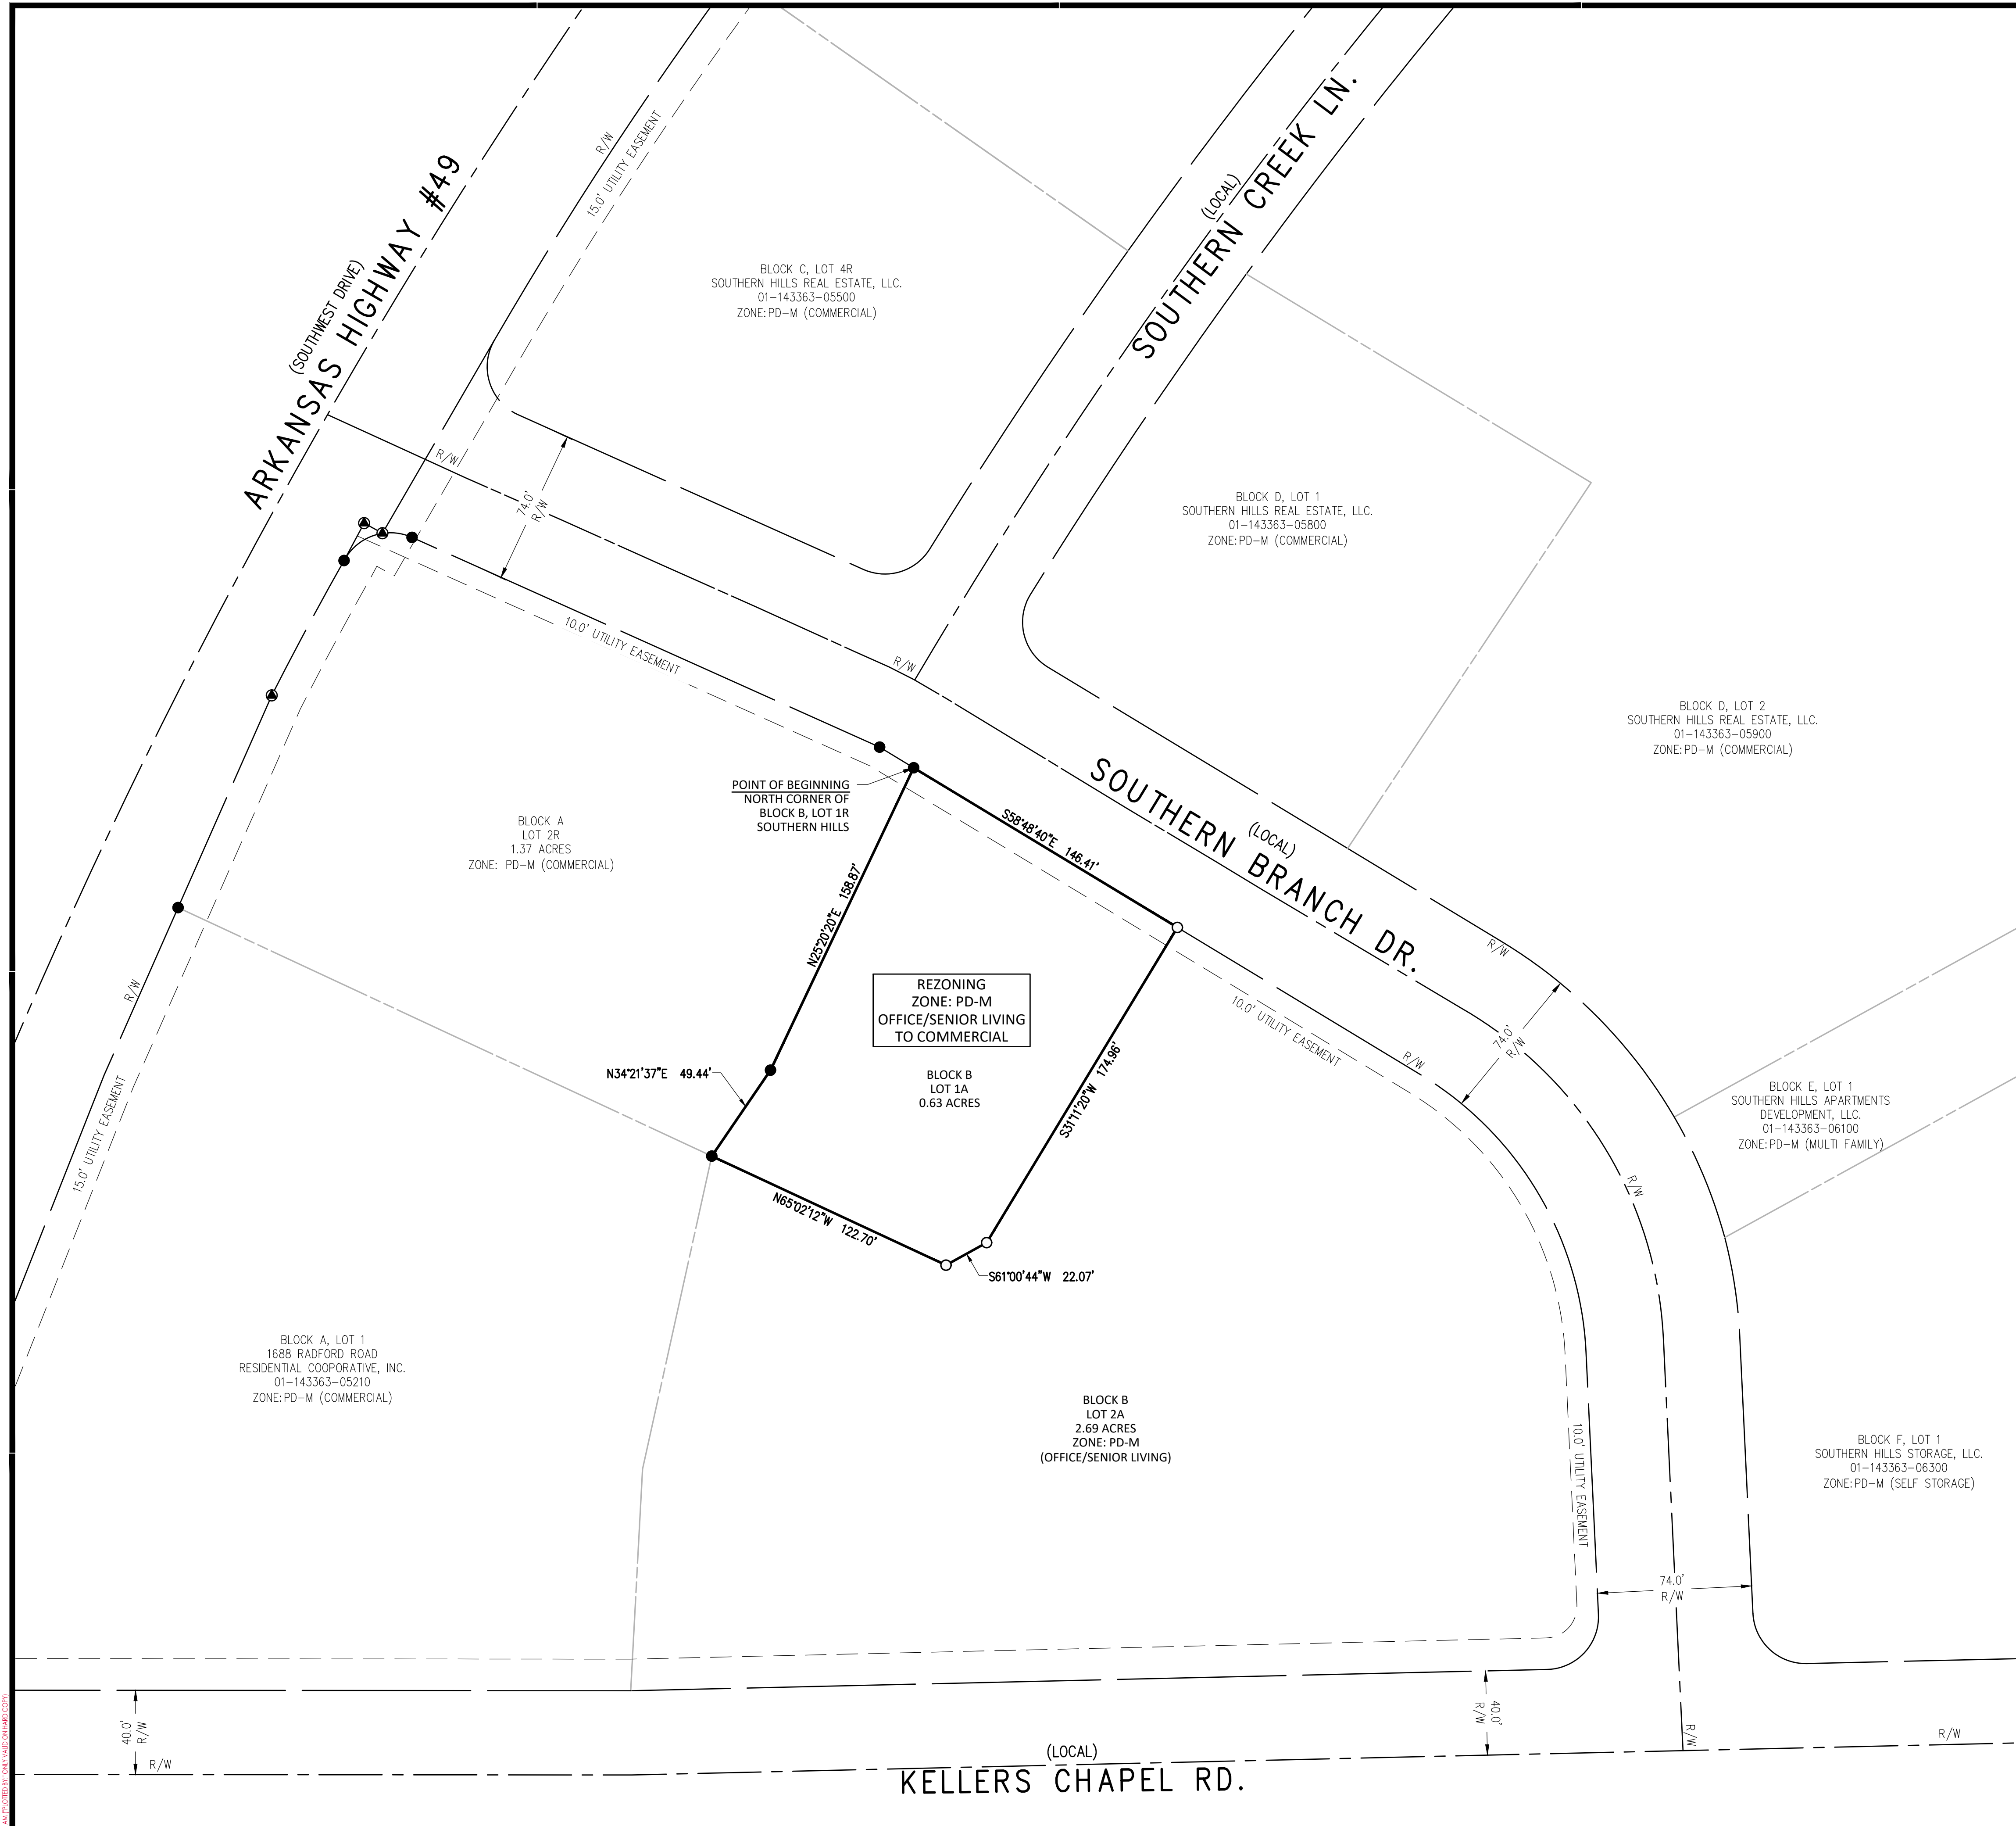 ARKANSAS HIGHWAY #49
(SOUTHWEST DRIVE)
R/W
15.0' UTILITY EASEMENT
SOUTHERN CREEK LN.
(LOCAL)
BLOCK C, LOT 4R
SOUTHERN HILLS REAL ESTATE, LLC.
01-143363-05500
ZONE: PD-M (COMMERCIAL)
R/W
74.0'
R/W
BLOCK D, LOT 1
SOUTHERN HILLS REAL ESTATE, LLC.
01-143363-05800
ZONE: PD-M (COMMERCIAL)
10.0' UTILITY EASEMENT
R/W
BLOCK D, LOT 2
SOUTHERN HILLS REAL ESTATE, LLC.
01-143363-05900
ZONE: PD-M (COMMERCIAL)
POINT OF BEGINNING
NORTH CORNER OF
BLOCK B, LOT 1R
SOUTHERN HILLS
BLOCK A
LOT 2R
1.37 ACRES
ZONE: PD-M (COMMERCIAL)
S58°48'40"E 146.41'
(LOCAL)
SOUTHERN BRANCH DR.
N25°20'20"E 158.87'
R/W
R/W
REZONING
ZONE: PD-M
OFFICE/SENIOR LIVING
TO COMMERCIAL
10.0' UTILITY EASEMENT
74.0'
R/W
R/W
N34°21'37"E 49.44'
BLOCK B
LOT 1A
0.63 ACRES
S31°11'20"W 174.96'
15.0' UTILITY EASEMENT
BLOCK E, LOT 1
SOUTHERN HILLS APARTMENTS
DEVELOPMENT, LLC.
01-143363-06100
ZONE: PD-M (MULTI FAMILY)
R/W
N65°02'12"W 122.70'
S61°00'44"W 22.07'
BLOCK A, LOT 1
1688 RADFORD ROAD
RESIDENTIAL COOPORATIVE, INC.
01-143363-05210
ZONE: PD-M (COMMERCIAL)
BLOCK B
LOT 2A
2.69 ACRES
ZONE: PD-M
(OFFICE/SENIOR LIVING)
10.0' UTILITY EASEMENT
BLOCK F, LOT 1
SOUTHERN HILLS STORAGE, LLC.
01-143363-06300
ZONE: PD-M (SELF STORAGE)
74.0'
R/W
40.0'
R/W
R/W
40.0'
R/W
R/W
R/W
(LOCAL)
KELLERS CHAPEL RD.
AM ("PLOTTED BY" ONLY VALID ON HARD COPY)